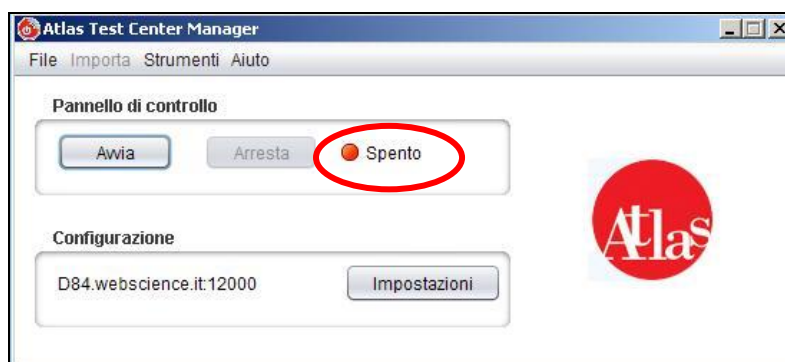 Atlas Test Center Manager
File Importa Strumenti Aiuto
Pannello di controllo
Avvia Arresta Spento
Atlas
Configurazione
D84.webscience.it:12000 Impostazioni